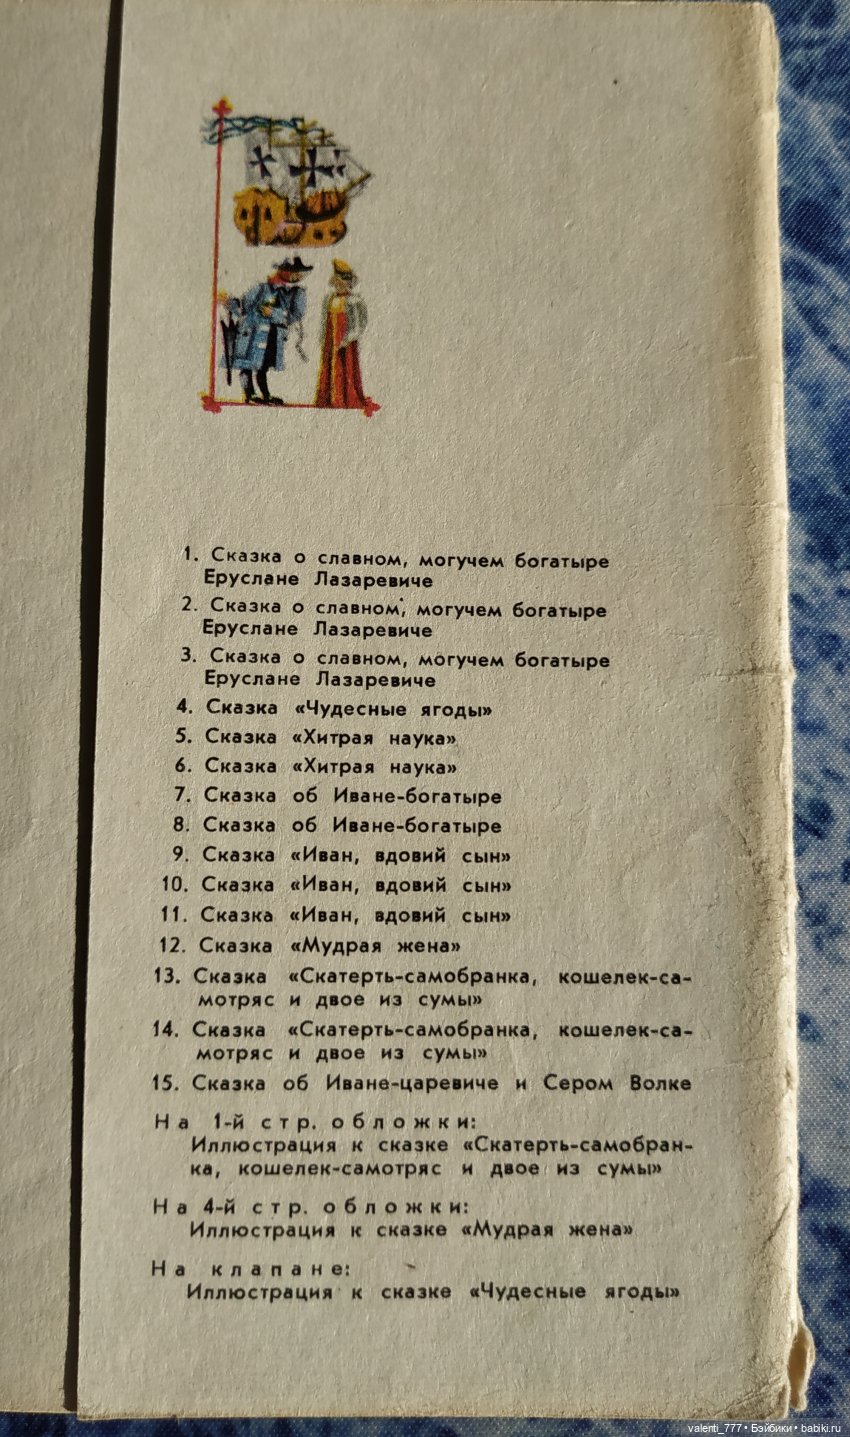 1. Сказка о славном, могучем богатыре
Еруслане Лазаревиче
2. Сказка о славном, могучем богатыре
Еруслане Лазаревиче
3. Сказка о славном, могучем богатыре
Еруслане Лазаревиче
4. Сказка «Чудесные ягоды»
5. Сказка «Хитрая наука»
6. Сказка «Хитрая наука»
7. Сказка об Иване-богатыре
8. Сказка об Иване-богатыре
9. Сказка «Иван, вдовий сын»
10. Сказка «Иван, вдовий сын»
11. Сказка «Иван, вдовий сын»
12. Сказка «Мудрая жена»
13. Сказка «Скатерть-самобранка, кошелек-са-
мотряс и двое из сумы»
14. Сказка «Скатерть-самобранка, кошелек-са-
мотряс и двое из сумы»
15. Сказка об Иване-царевиче и Сером Волке
На 1-й стр. обложки:
Иллюстрация к сказке «Скатерть-самобран-
ка, кошелек-самотряс и двое из сумы»
На 4-й стр. обложки:
Иллюстрация к сказке «Мудрая жена»
На клапане:
Иллюстрация к сказке «Чудесные ягоды»
valenti_777 • Бэйбики • babiki.ru